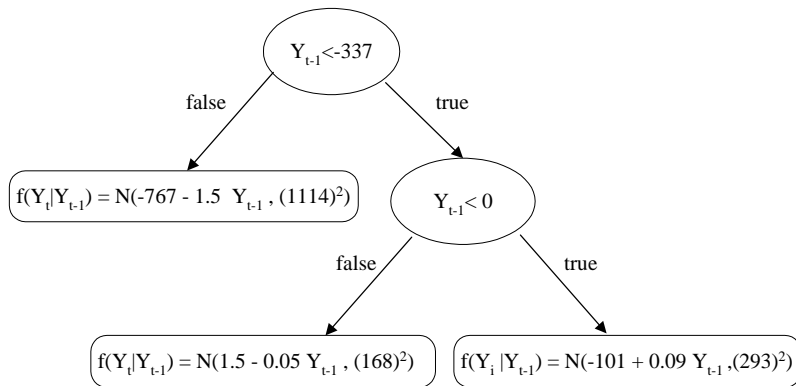 Y_{t-1}<-337
false
true
f(Y_t|Y_{t-1}) = N(-767 - 1.5 Y_{t-1} , (1114)²)
Y_{t-1}< 0
false
true
f(Y_t|Y_{t-1}) = N(1.5 - 0.05 Y_{t-1} , (168)²)
f(Y_i |Y_{t-1}) = N(-101 + 0.09 Y_{t-1} ,(293)²)